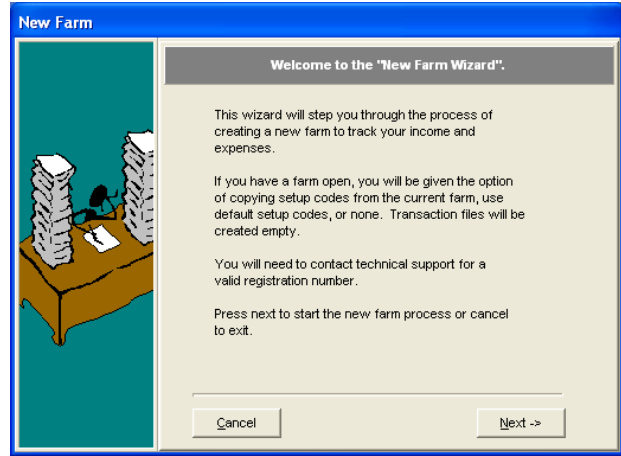 New Farm
Welcome to the "New Farm Wizard".
This wizard will step you through the process of
creating a new farm to track your income and
expenses.
If you have a farm open, you will be given the option
of copying setup codes from the current farm, use
default setup codes, or none.  Transaction files will be
created empty.
You will need to contact technical support for a
valid registration number.
Press next to start the new farm process or cancel
to exit.
Cancel
Next ->